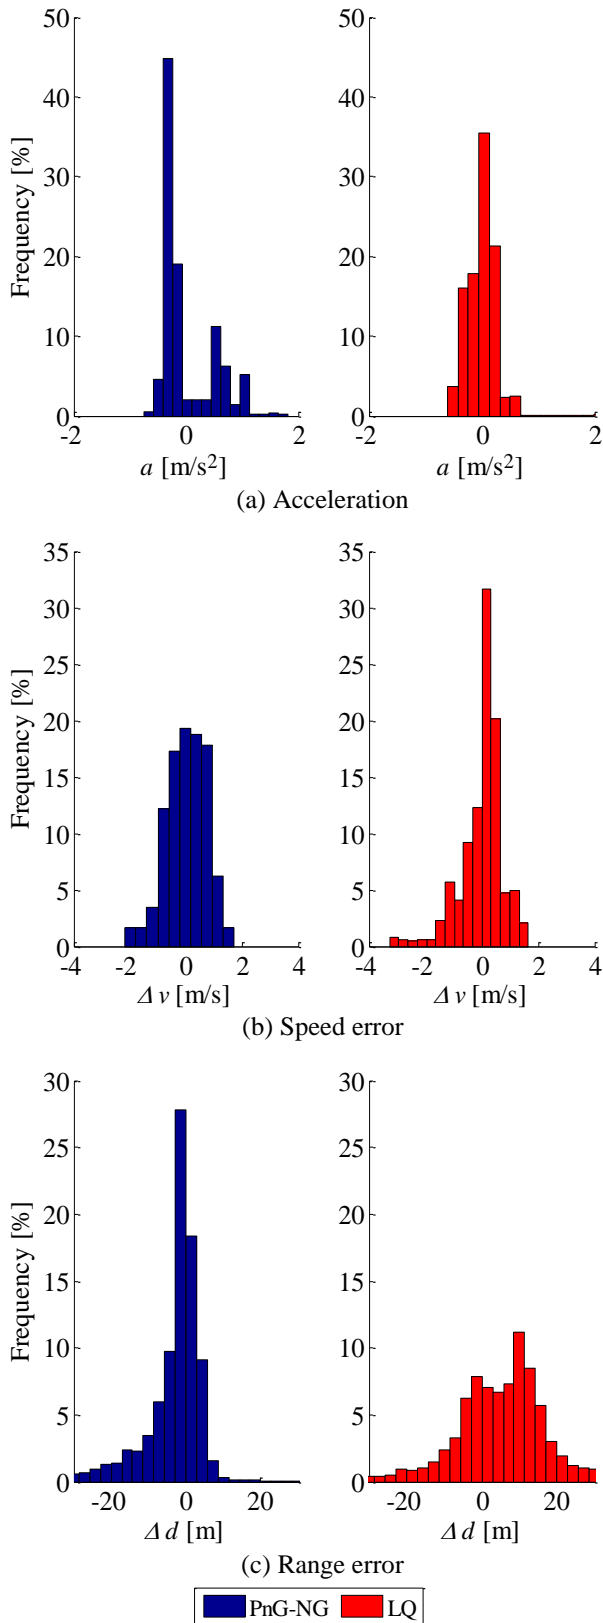 50
50
40
40
30
30
20
20
10
10
0
0
Frequency [%]
-2 0 2
-2 0 2
a [m/s2]
a [m/s2]
(a) Acceleration
35
35
30
30
25
25
20
20
15
15
10
10
5
5
0
0
Frequency [%]
-4 -2 0 2 4
-4 -2 0 2 4
Δ v [m/s]
Δ v [m/s]
(b) Speed error
30
30
25
25
20
20
15
15
10
10
5
5
0
0
Frequency [%]
-20 0 20
-20 0 20
Δ d [m]
Δ d [m]
(c) Range error
PnG-NG LQ